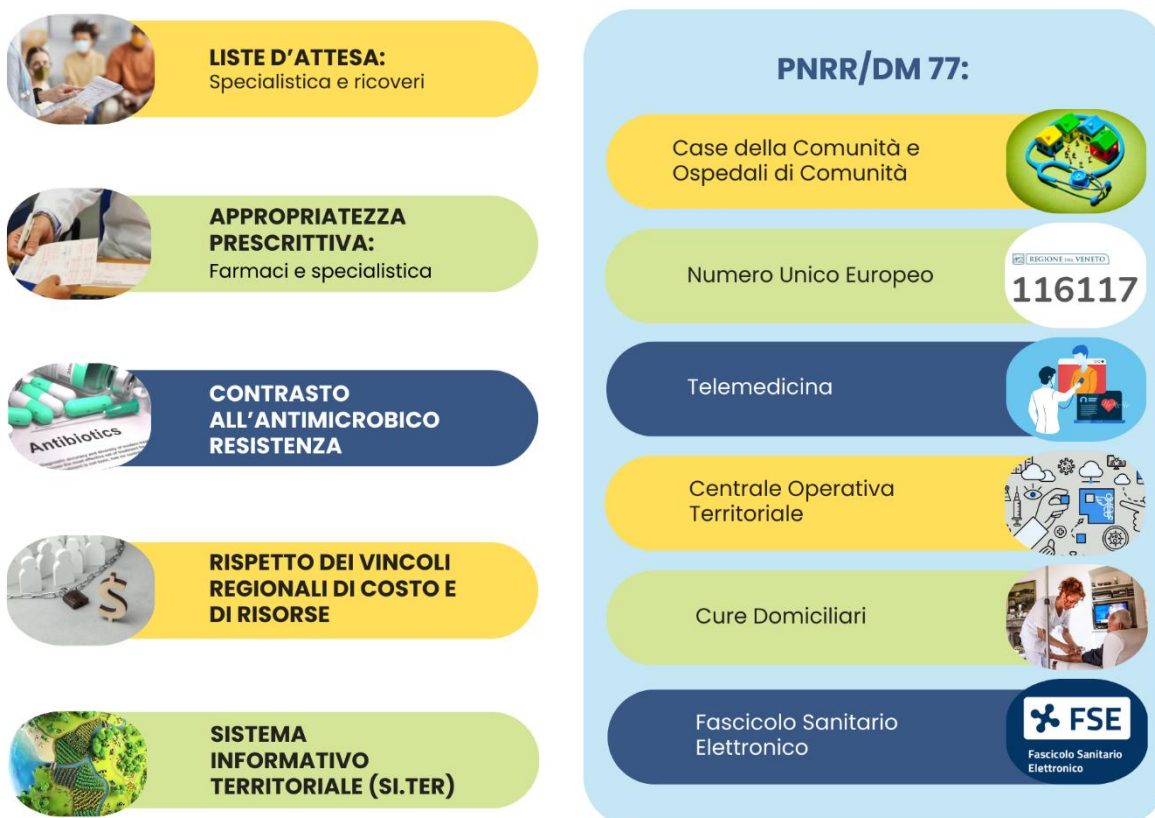 LISTE D'ATTESA:
Specialistica e ricoveri
APPROPRIATEZZA
PRESCRITTIVA:
Farmaci e specialistica
CONTRASTO
ALL'ANTIMICROBICO
RESISTENZA
Antibiotics
RISPETTO DEI VINCOLI
REGIONALI DI COSTO E
DI RISORSE
SISTEMA
INFORMATIVO
TERRITORIALE (SI.TER)
PNRR/DM 77:
Case della Comunità e
Ospedali di Comunità
Numero Unico Europeo
REGIONE DEL VENETO
116117
Telemedicina
Centrale Operativa
Territoriale
Cure Domiciliari
Fascicolo Sanitario
Elettronico
FSE
Fascicolo Sanitario
Elettronico